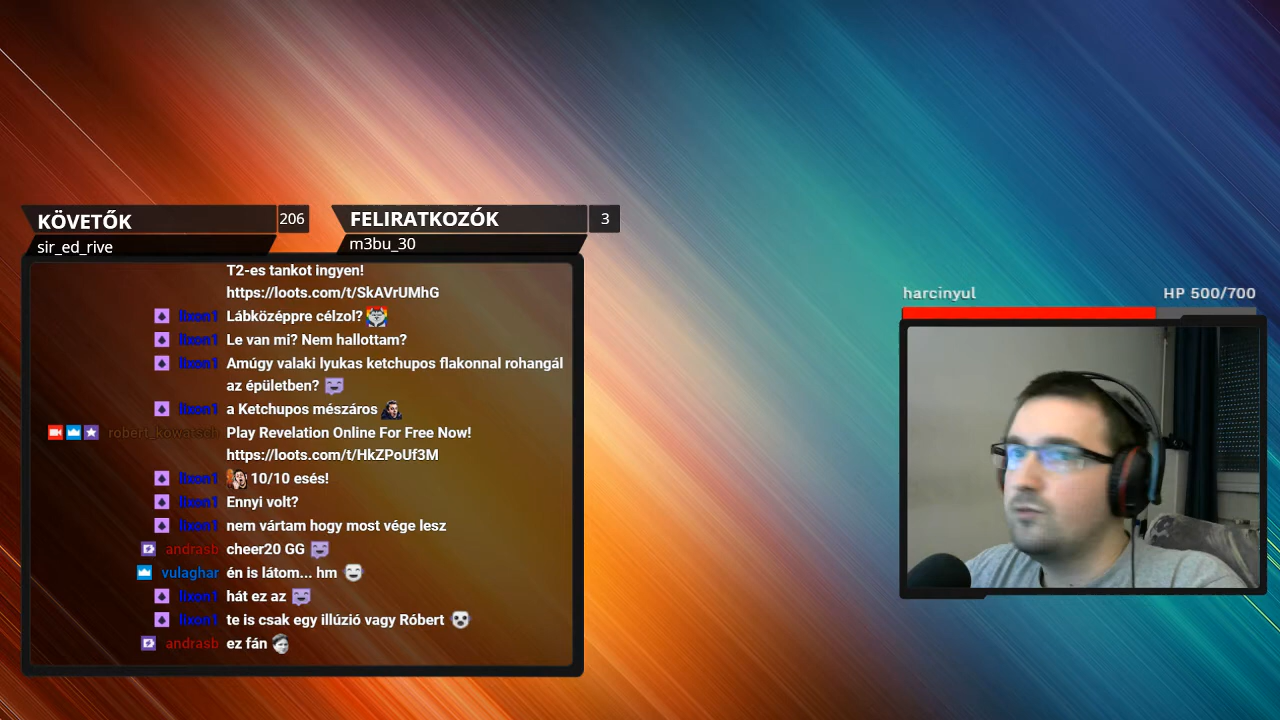 KÖVETŐK 206
sir_ed_rive
FELIRATKOZÓK 3
m3bu_30
T2-es tankot ingyen!
https://loots.com/t/SkAVrUMhG
lixon1 Lábközéppre célzol?
lixon1 Le van mi? Nem hallottam?
lixon1 Amúgy valaki lyukas ketchupos flakonnal rohangál
az épületben?
lixon1 a Ketchupos mészáros
robert_kowatsch Play Revelation Online For Free Now!
https://loots.com/t/HkZPoUf3M
lixon1 10/10 esés!
lixon1 Ennyi volt?
lixon1 nem vártam hogy most vége lesz
andrasb cheer20 GG
vulaghar én is látom... hm
lixon1 hát ez az
lixon1 te is csak egy illúzió vagy Róbert
andrasb ez fán
harcinyul HP 500/700